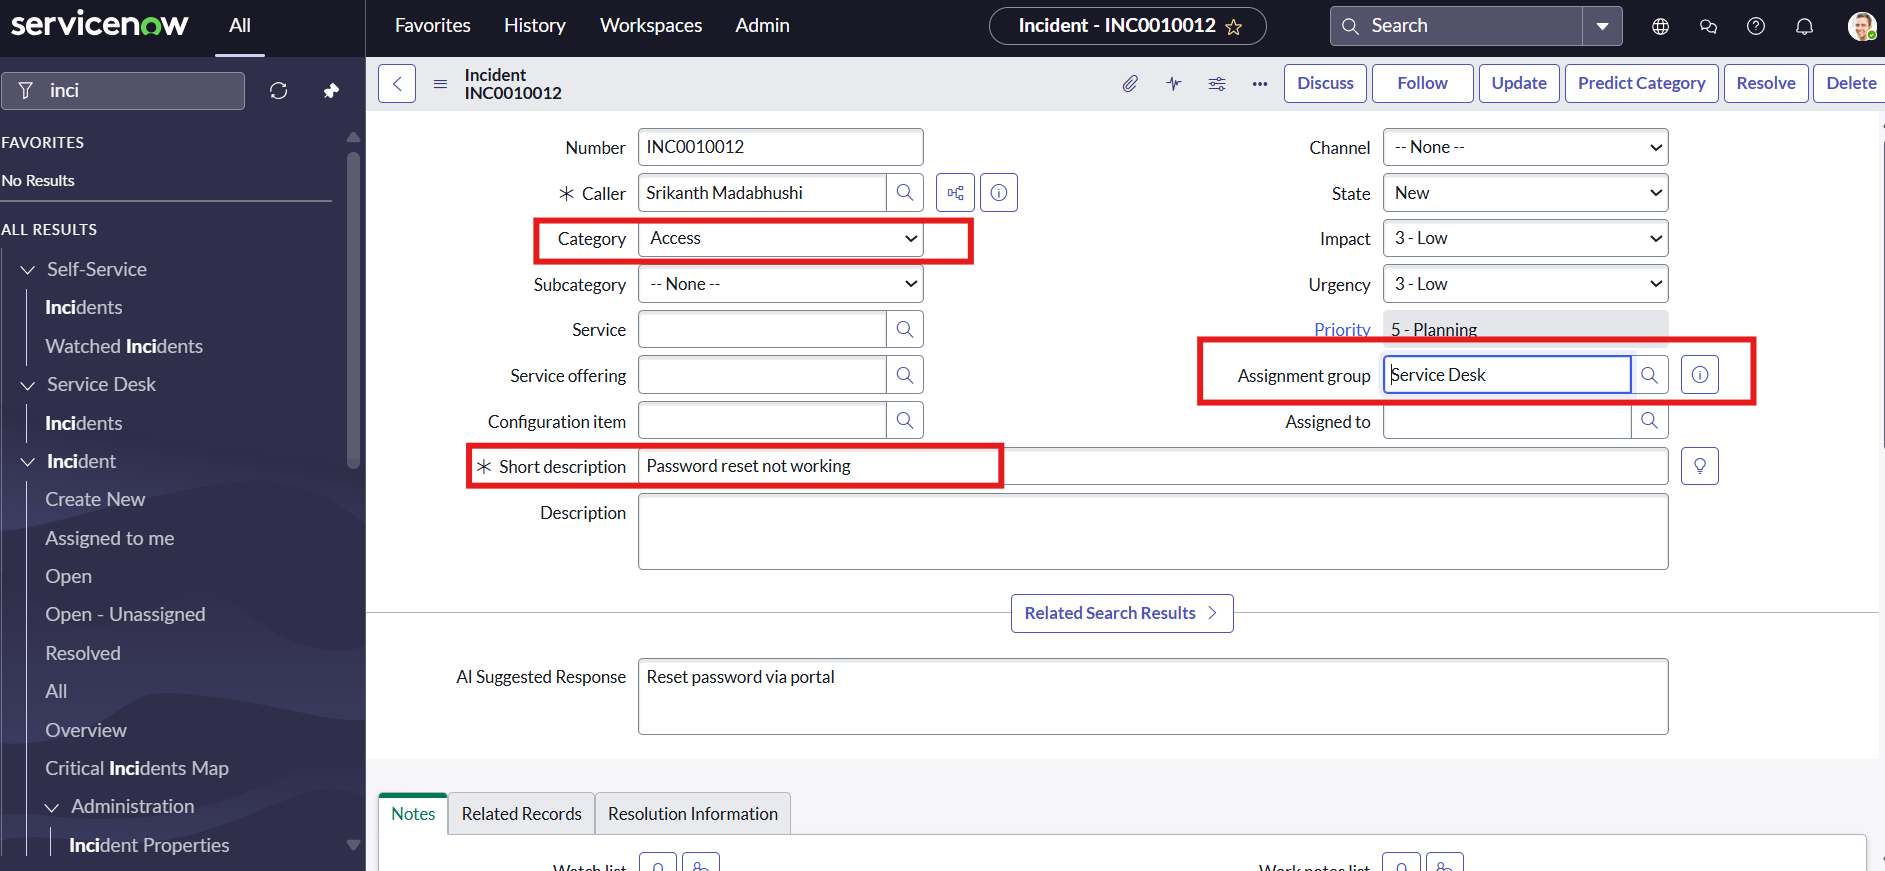 servicenow
All
Favorites
History
Workspaces
Admin
Incident - INC0010012
Search
inci
FAVORITES
No Results
ALL RESULTS
Self-Service
Incidents
Watched Incidents
Service Desk
Incidents
Incident
Create New
Assigned to me
Open
Open - Unassigned
Resolved
All
Overview
Critical Incidents Map
Administration
Incident Properties
Incident
INC0010012
Discuss
Follow
Update
Predict Category
Resolve
Delete
Number INC0010012
Caller Srikanth Madabhushi
Category Access
Subcategory -- None --
Service
Service offering
Configuration item
Channel -- None --
State New
Impact 3 - Low
Urgency 3 - Low
Priority 5 - Planning
Assignment group Service Desk
Assigned to
Short description Password reset not working
Description
Related Search Results
AI Suggested Response Reset password via portal
Notes
Related Records
Resolution Information
Watch list
Work notes list